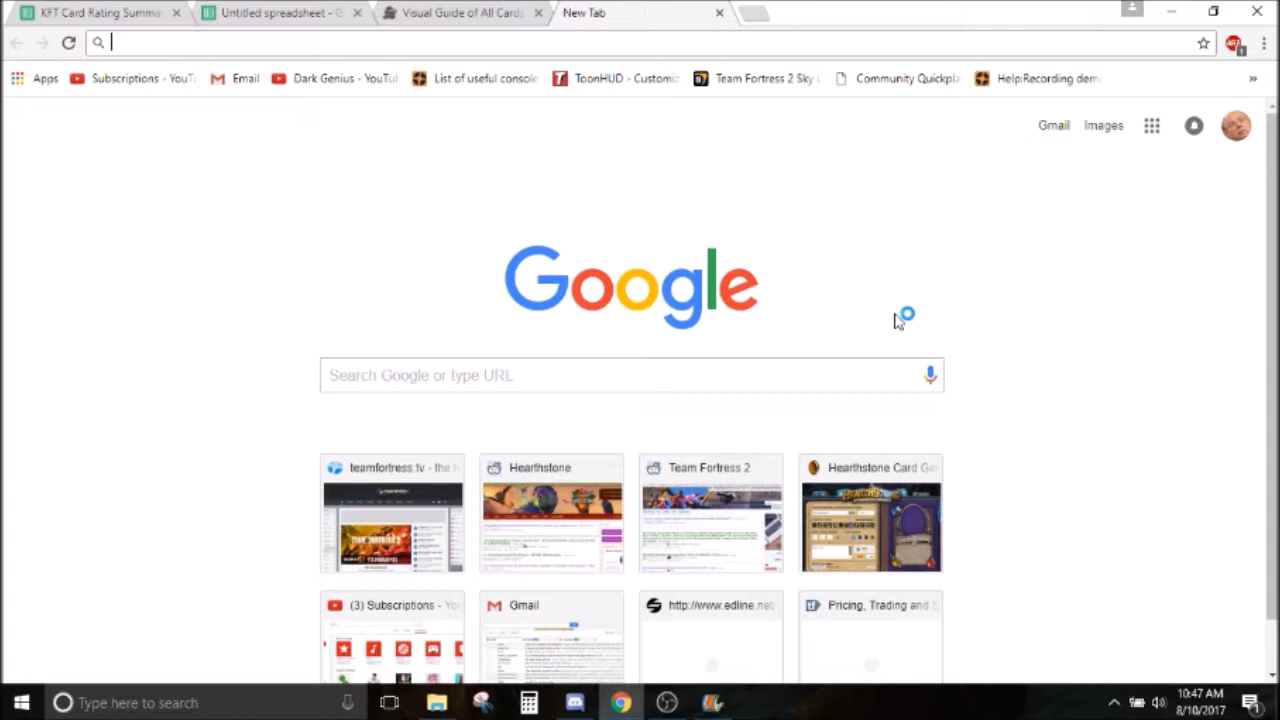 KFT Card Rating Summa
Untitled spreadsheet - G
Visual Guide of All Cards
New Tab
Apps
Subscriptions - YouT
Email
Dark Genius - YouTu
List of useful console
ToonHUD - Customiz
Team Fortress 2 Sky
Community Quickpla
Help:Recording dem
Gmail
Images
Google
Search Google or type URL
teamfortress.tv - the
Hearthstone
Team Fortress 2
Hearthstone Card Ge
(3) Subscriptions - Yo
Gmail
http://www.edline.net/
Pricing, Trading and S
Type here to search
10:47 AM
8/10/2017